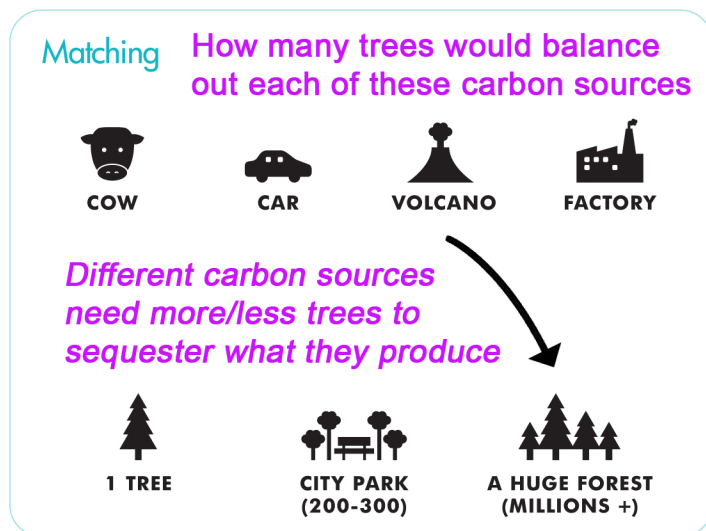 Matching
How many trees would balance
out each of these carbon sources
COW
CAR
VOLCANO
FACTORY
Different carbon sources
need more/less trees to
sequester what they produce
1 TREE
CITY PARK
(200-300)
A HUGE FOREST
(MILLIONS +)